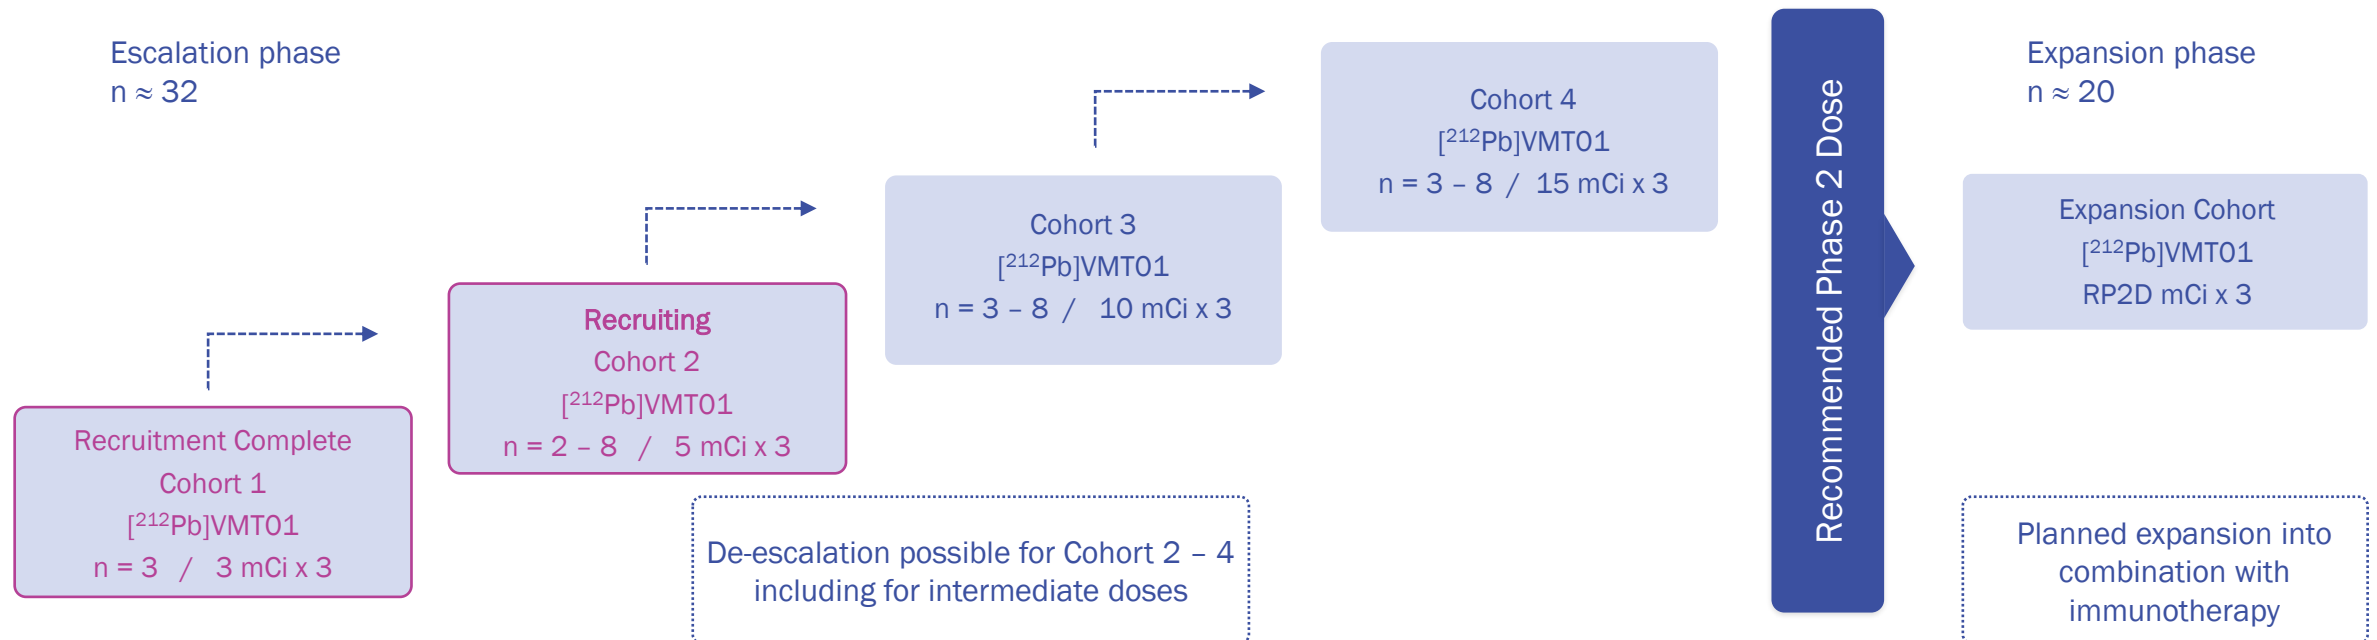 Escalation phase
n ≈ 32
Recruitment Complete
Cohort 1
[²¹²Pb]VMT01
n = 3 / 3 mCi x 3
Recruiting
Cohort 2
[²¹²Pb]VMT01
n = 2 – 8 / 5 mCi x 3
Cohort 3
[²¹²Pb]VMT01
n = 3 – 8 / 10 mCi x 3
Cohort 4
[²¹²Pb]VMT01
n = 3 – 8 / 15 mCi x 3
De-escalation possible for Cohort 2 – 4
including for intermediate doses
Recommended Phase 2 Dose
Expansion phase
n ≈ 20
Expansion Cohort
[²¹²Pb]VMT01
RP2D mCi x 3
Planned expansion into
combination with
immunotherapy